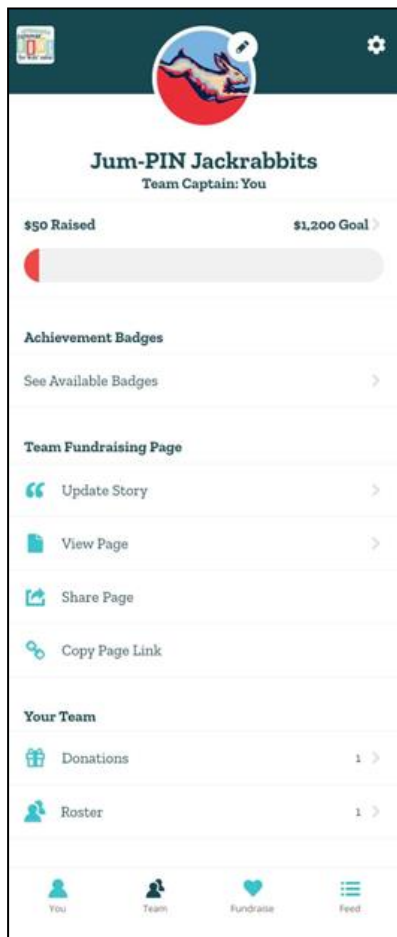 Jum-PIN Jackrabbits
Team Captain: You
$50 Raised
$1,200 Goal
Achievement Badges
See Available Badges
Team Fundraising Page
Update Story
View Page
Share Page
Copy Page Link
Your Team
Donations
1
Roster
1
You
Team
Fundraise
Feed